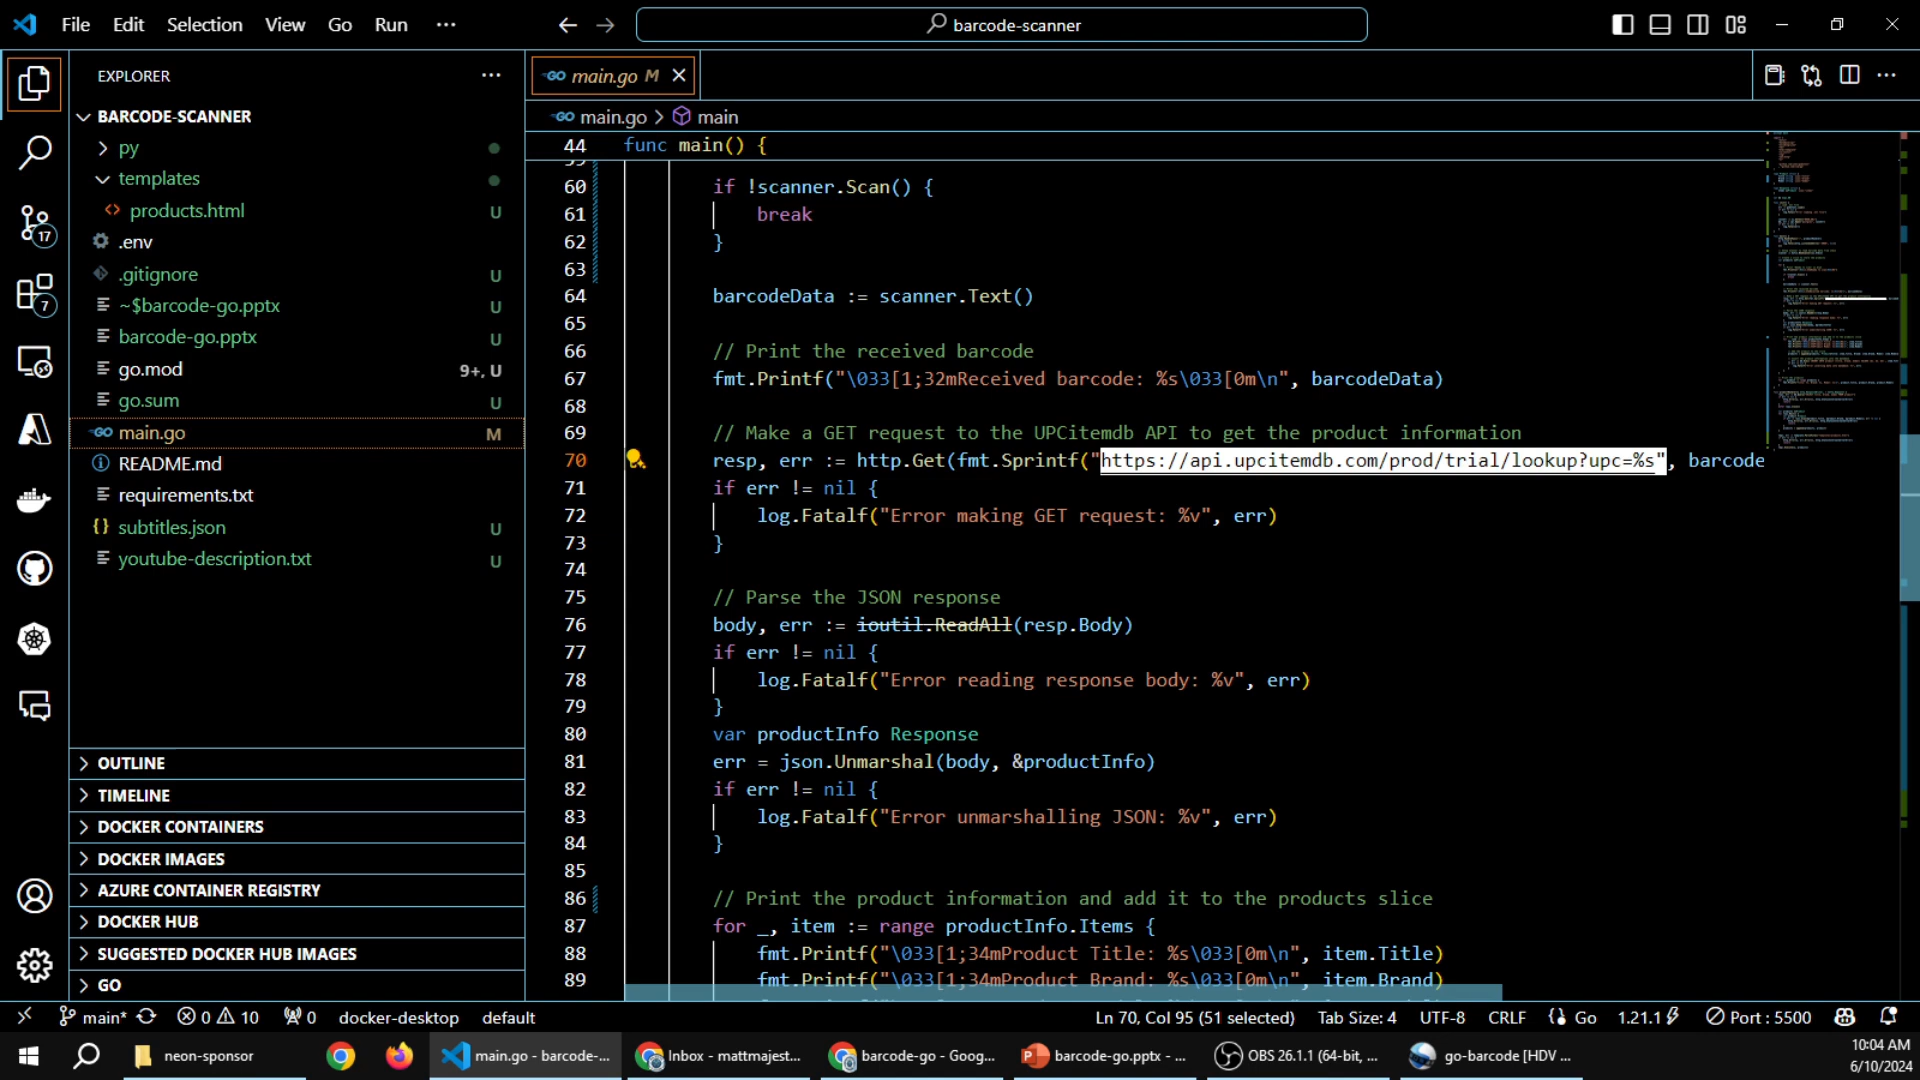 File Edit Selection View Go Run ···
barcode-scanner
EXPLORER
BARCODE-SCANNER
py
templates
products.html U
.env
.gitignore U
~$barcode-go.pptx U
barcode-go.pptx U
go.mod 9+, U
go.sum U
main.go M
README.md
requirements.txt
subtitles.json U
youtube-description.txt U
OUTLINE
TIMELINE
DOCKER CONTAINERS
DOCKER IMAGES
AZURE CONTAINER REGISTRY
DOCKER HUB
SUGGESTED DOCKER HUB IMAGES
GO
17
7
main.go M
main.go > main
44 func main() {
60 if !scanner.Scan() {
61 break
62 }
63
64 barcodeData := scanner.Text()
65
66 // Print the received barcode
67 fmt.Printf("\033[1;32mReceived barcode: %s\033[0m\n", barcodeData)
68
69 // Make a GET request to the UPCitemdb API to get the product information
70 resp, err := http.Get(fmt.Sprintf("https://api.upcitemdb.com/prod/trial/lookup?upc=%s", barcode
71 if err != nil {
72 log.Fatalf("Error making GET request: %v", err)
73 }
74
75 // Parse the JSON response
76 body, err := ioutil.ReadAll(resp.Body)
77 if err != nil {
78 log.Fatalf("Error reading response body: %v", err)
79 }
80 var productInfo Response
81 err = json.Unmarshal(body, &productInfo)
82 if err != nil {
83 log.Fatalf("Error unmarshalling JSON: %v", err)
84 }
85
86 // Print the product information and add it to the products slice
87 for _, item := range productInfo.Items {
88 fmt.Printf("\033[1;34mProduct Title: %s\033[0m\n", item.Title)
89 fmt.Printf("\033[1;34mProduct Brand: %s\033[0m\n", item.Brand)
main* 0 10 0 docker-desktop default
Ln 70, Col 95 (51 selected) Tab Size: 4 UTF-8 CRLF Go 1.21.1 Port : 5500
neon-sponsor
main.go - barcode-...
Inbox - mattmajest...
barcode-go - Goog...
barcode-go.pptx - ...
OBS 26.1.1 (64-bit, ...
go-barcode [HDV ...
10:04 AM
6/10/2024